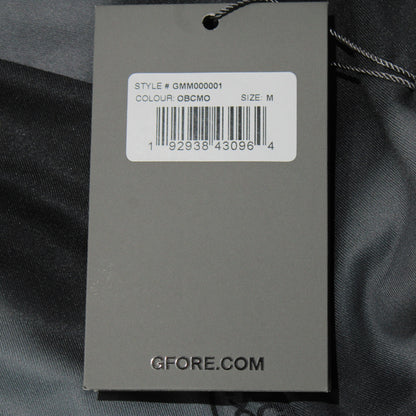 STYLE # GMM000001
COLOUR: OBCMO SIZE: M
1 92938 43096 4
GFORE.COM